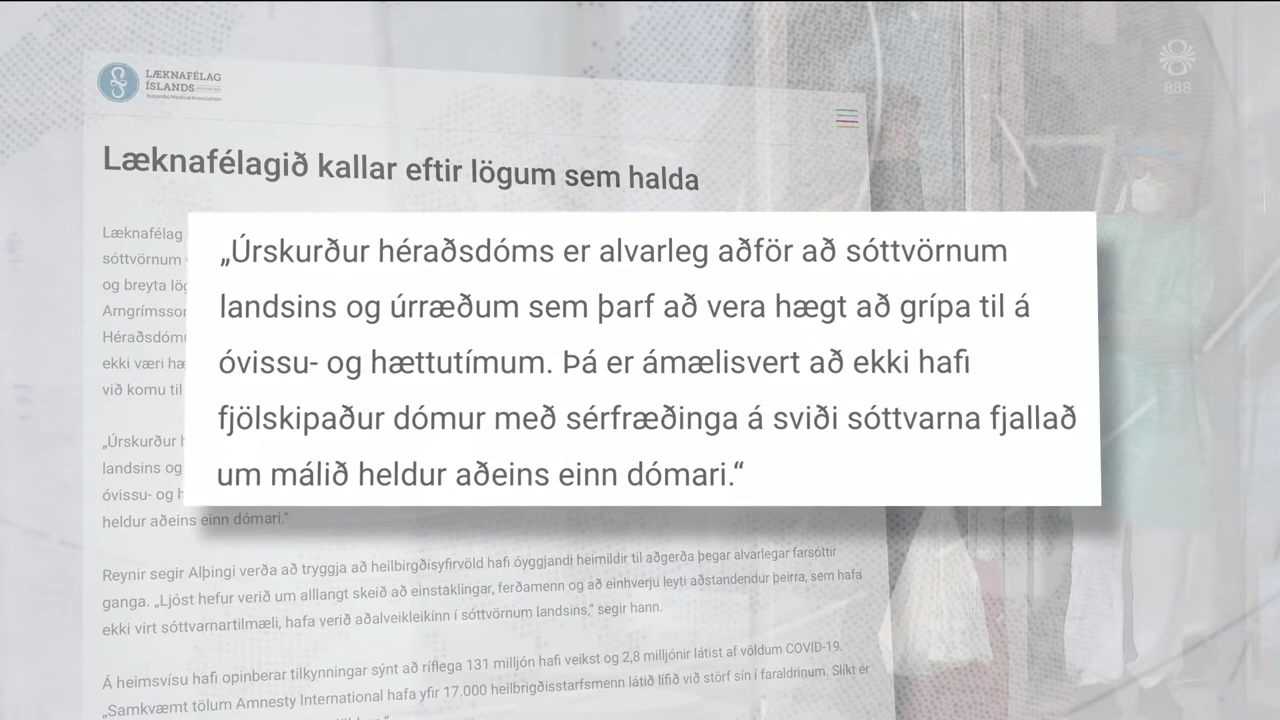 888
LÆKNAFÉLAG
ÍSLANDS
Icelandic Medical Association
Læknafélagið kallar eftir lögum sem halda
Læknafélag
sóttvörnum
og breyta
Arngrímsson
ekki væri
við komu til
„Úrskurður héraðsdóms er alvarleg aðför að sóttvörnum
landsins og úrræðum sem þarf að vera hægt að grípa til á
óvissu- og hættutímum. Þá er ámælisvert að ekki hafi
fjölskipaður dómur með sérfræðinga á sviði sóttvarna fjallað
um málið heldur aðeins einn dómari.“
„Úrskurður
landsins og
óvissu- og
heldur aðeins einn dómari.“
Reynir segir Alþingi verða að tryggja að heilbirgðisyfirvöld hafi óyggjandi heimildir til aðgerða þegar alvarlegar farsóttir
ganga. „Ljóst hefur verið um alllangt skeið að einstaklingar, ferðamenn og að einhverju leyti aðstandendur þeirra, sem hafa
ekki virt sóttvarnartilmæli, hafa verið aðalveikleikinn í sóttvörnum landsins,“ segir hann.
Á heimsvísu hafi opinberar tilkynningar sýnt að ríflega 131 milljón hafi veikst og 2,8 milljónir látist af völdum COVID-19.
„Samkvæmt tölum Amnesty International hafa yfir 17.000 heilbrigðisstarfsmenn látið lífið við störf sín í faraldrinum. Slíkt er